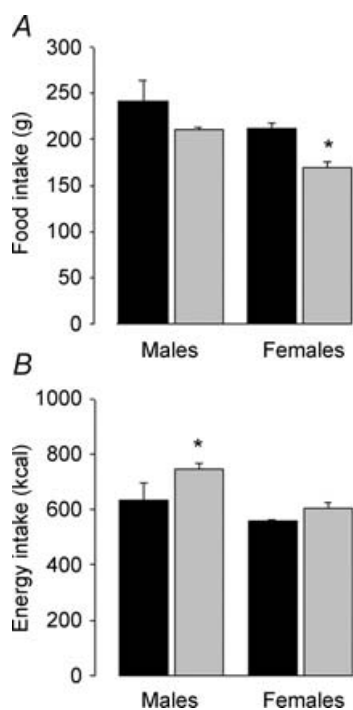 A
Food intake (g)
300
250
200
150
100
50
0
*
Males Females
B
Energy intake (kcal)
1000
800
600
400
200
0
*
Males Females